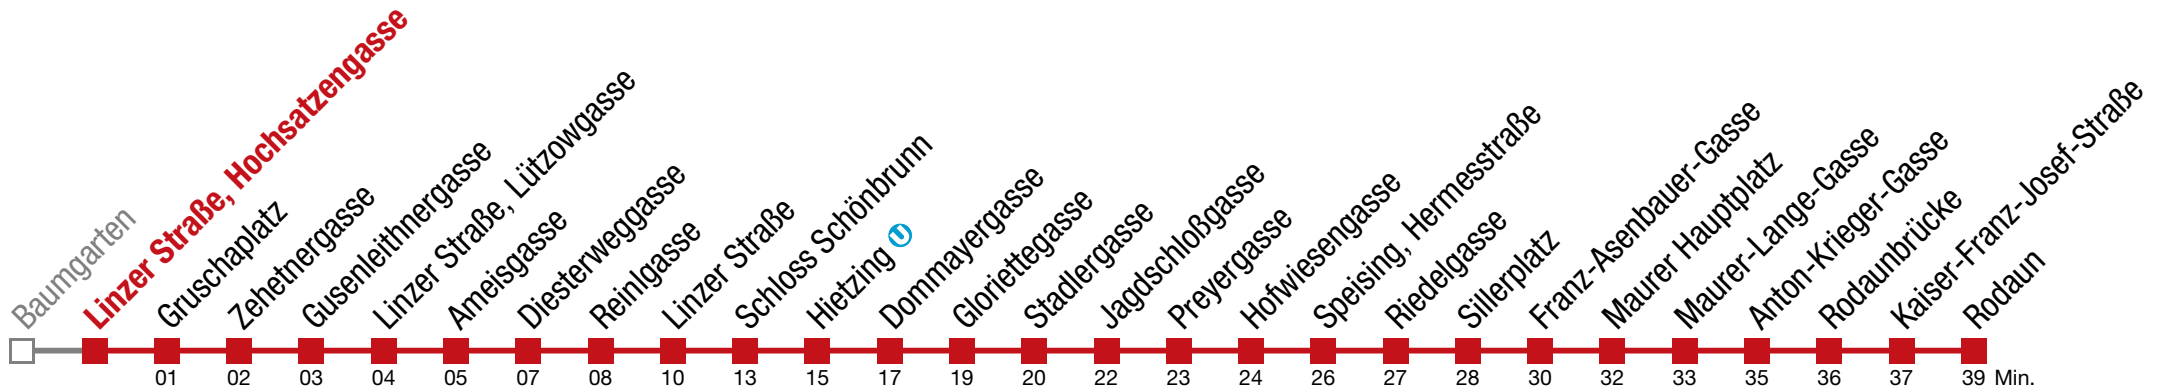 Baumgarten
Linzer Straße, Hochsatzengasse
Gruschaplatz
Zehetnergasse
Gusenleithnergasse
Linzer Straße, Lützowgasse
Ameisgasse
Diesterweggasse
Reinlgasse
Linzer Straße
Schloss Schönbrunn
Hietzing U
Dommayergasse
Gloriettegasse
Stadlergasse
Jagdschloßgasse
Preyergasse
Hofwiesengasse
Speising, Hermesstraße
Riedelgasse
Sillerplatz
Franz-Asenbauer-Gasse
Maurer Hauptplatz
Maurer-Lange-Gasse
Anton-Krieger-Gasse
Rodaunbrücke
Kaiser-Franz-Josef-Straße
Rodaun
01 02 03 04 05 07 08 10 13 15 17 19 20 22 23 24 26 27 28 30 32 33 35 36 37 39 Min.